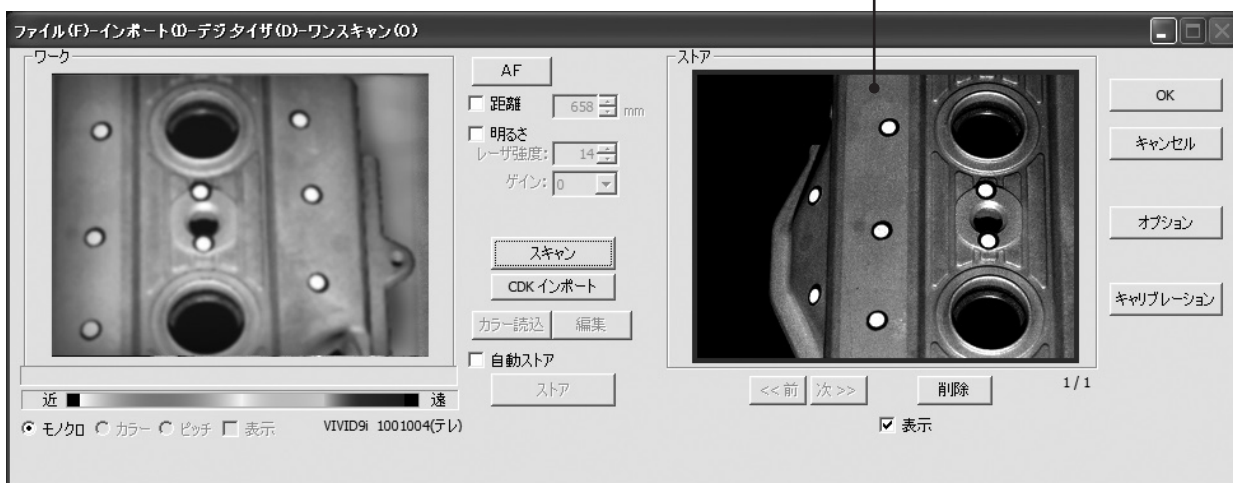 ファイル(F)-インポート(I)-デジタイザ(D)-ワンスキャン(O)
ワーク
AF
距離 658 mm
明るさ
レーザ強度: 14
ゲイン: 0
スキャン
CDK インポート
カラー読込 編集
自動ストア
ストア
近 遠
モノクロ カラー ピッチ 表示 VIVID9i 1001004(テレ)
ストア
<< 前 次 >> 削除 1 / 1
表示
OK
キャンセル
オプション
キャリブレーション